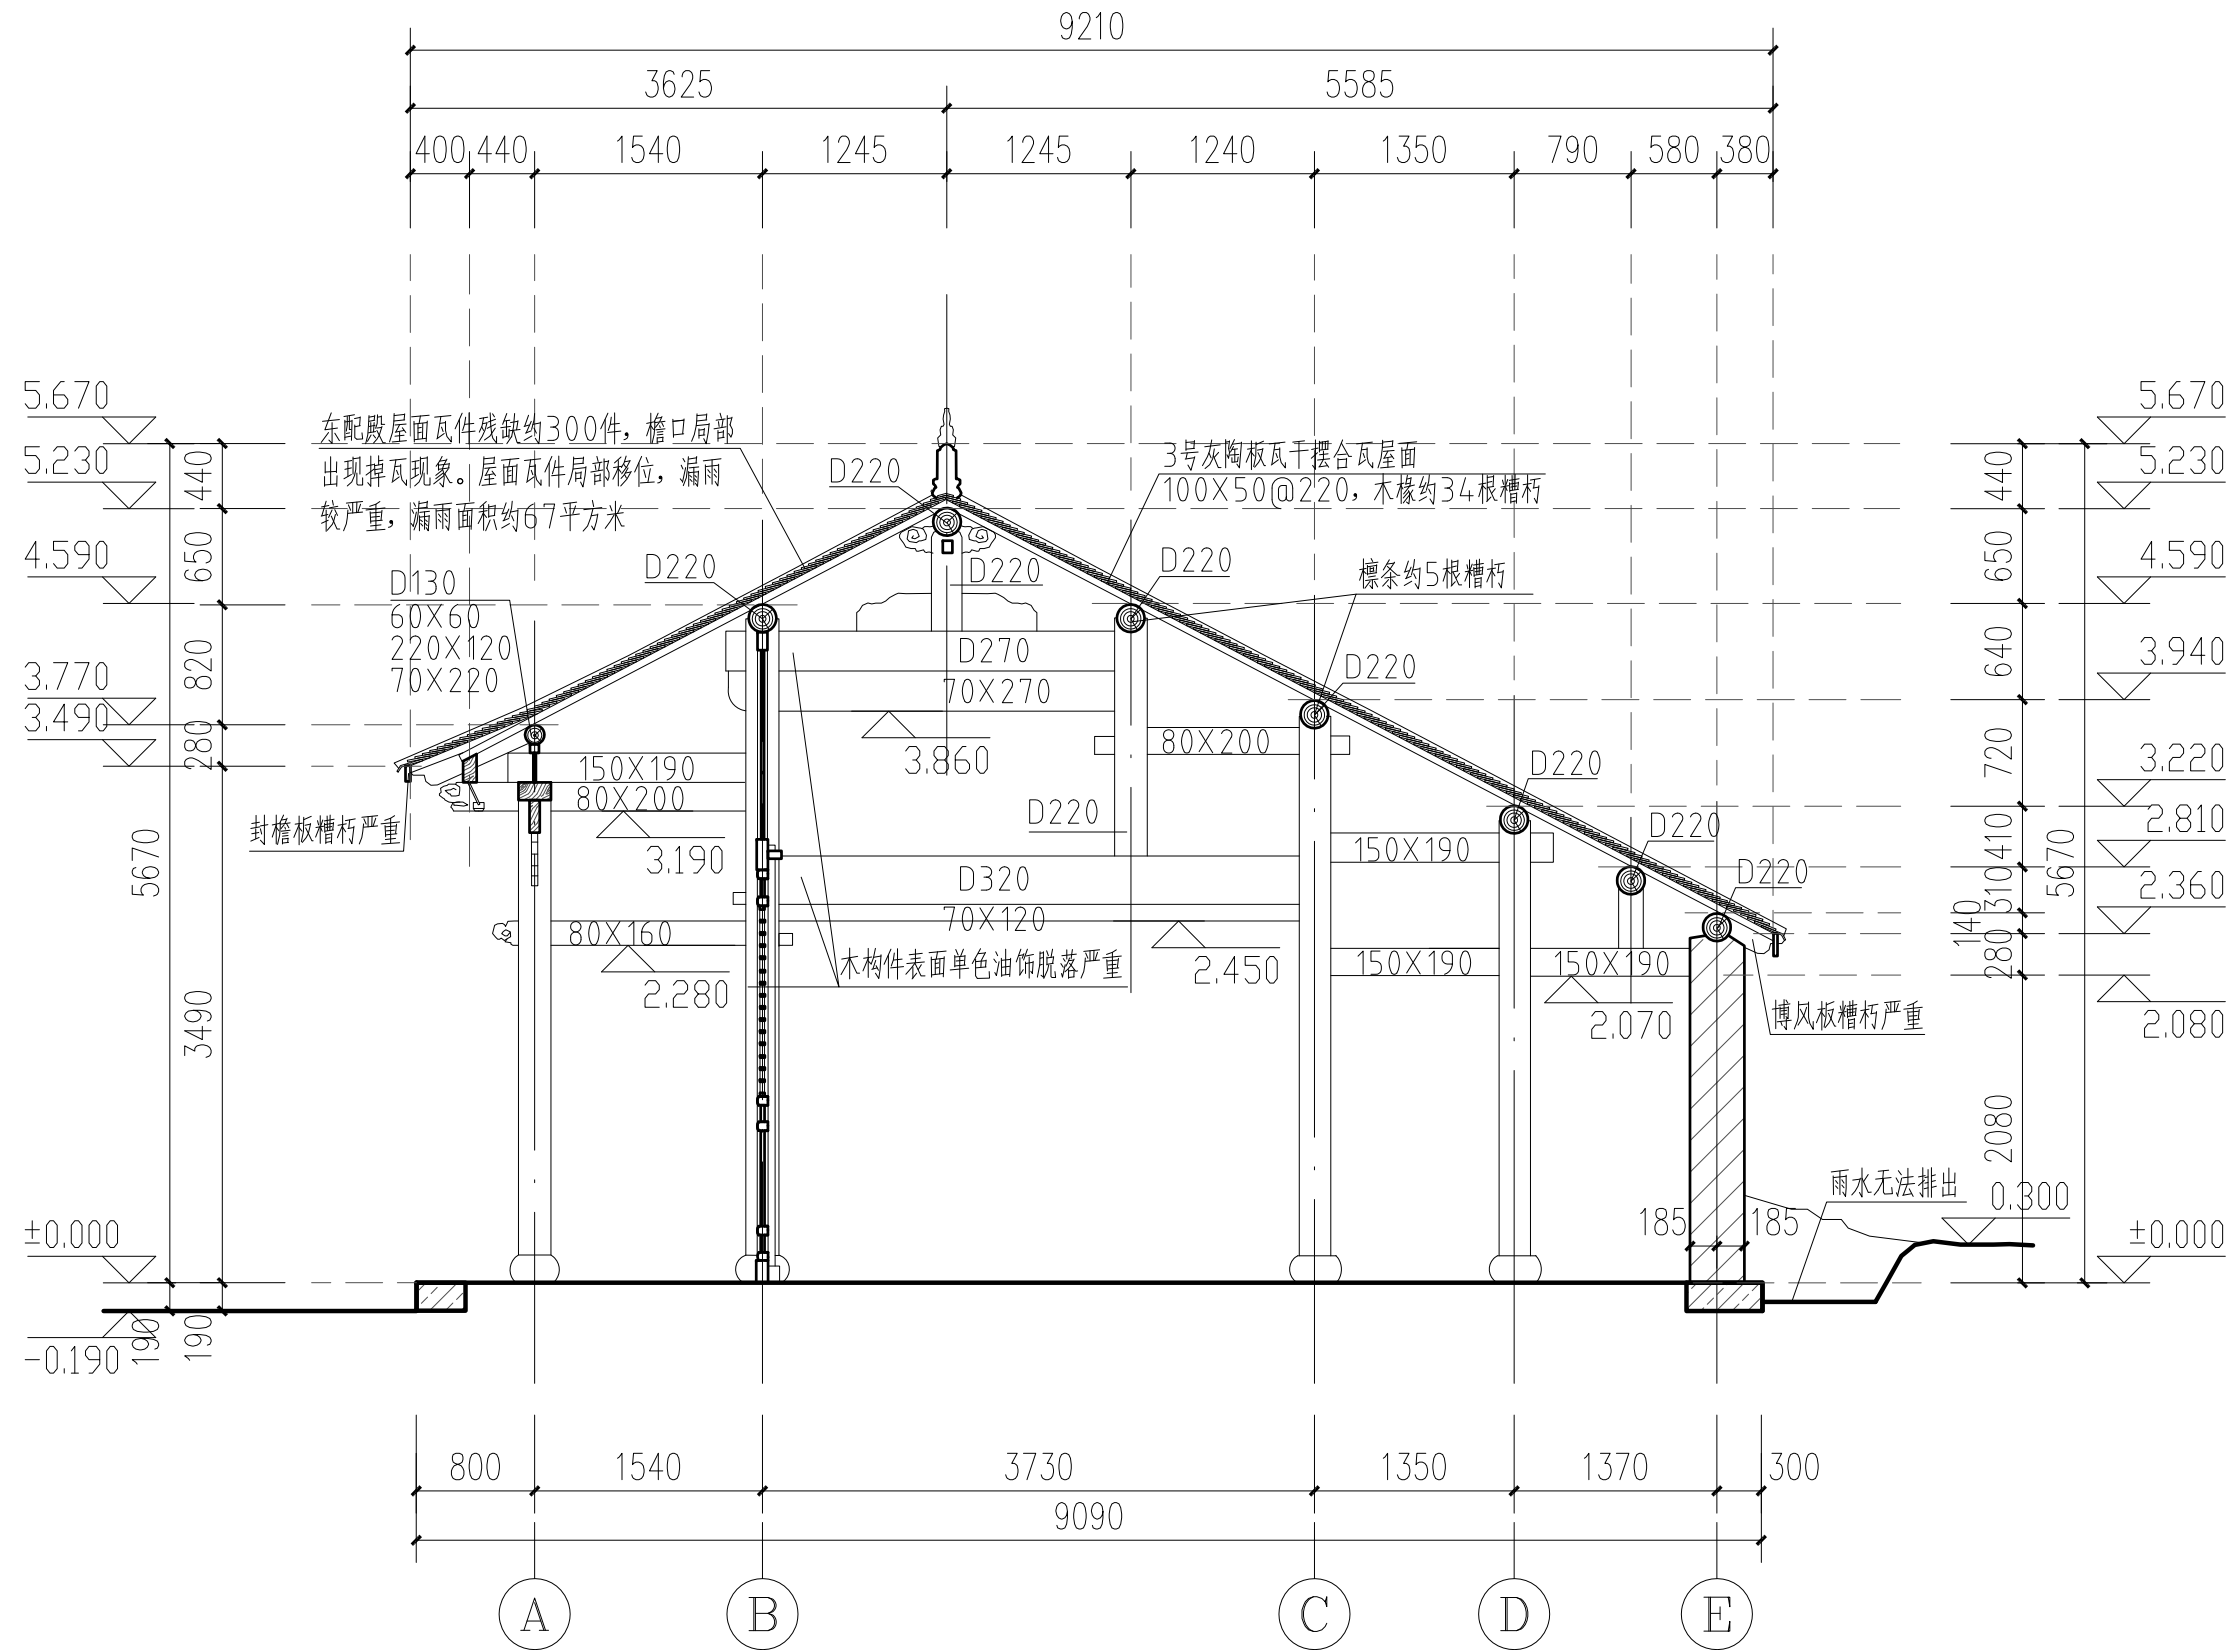 9210
3625
5585
400
440
1540
1245
1245
1240
1350
790
580
380
5.670
5.230
4.590
3.770
3.490
±0.000
-0.190
440
650
820
280
3490
190
5670
190
东配殿屋面瓦件残缺约300件，檐口局部
出现掉瓦现象。屋面瓦件局部移位，漏雨
较严重，漏雨面积约67平方米
D130
60X60
220X120
70X220
D220
D220
D220
3号灰陶板瓦干摆合瓦屋面
100X50@220，木椽约34根糟朽
D220
檩条约5根糟朽
D270
70X270
3.860
D220
80X200
D220
D220
D220
D220
150X190
80X200
3.190
封檐板糟朽严重
D320
70X120
150X190
80X160
2.280
木构件表面单色油饰脱落严重
2.450
150X190
150X190
2.070
博风板糟朽严重
雨水无法排出
0.300
185
185
440
650
640
720
410
310
140
280
2080
5670
5.670
5.230
4.590
3.940
3.220
2.810
2.360
2.080
±0.000
800
1540
3730
1350
1370
300
9090
A
B
C
D
E